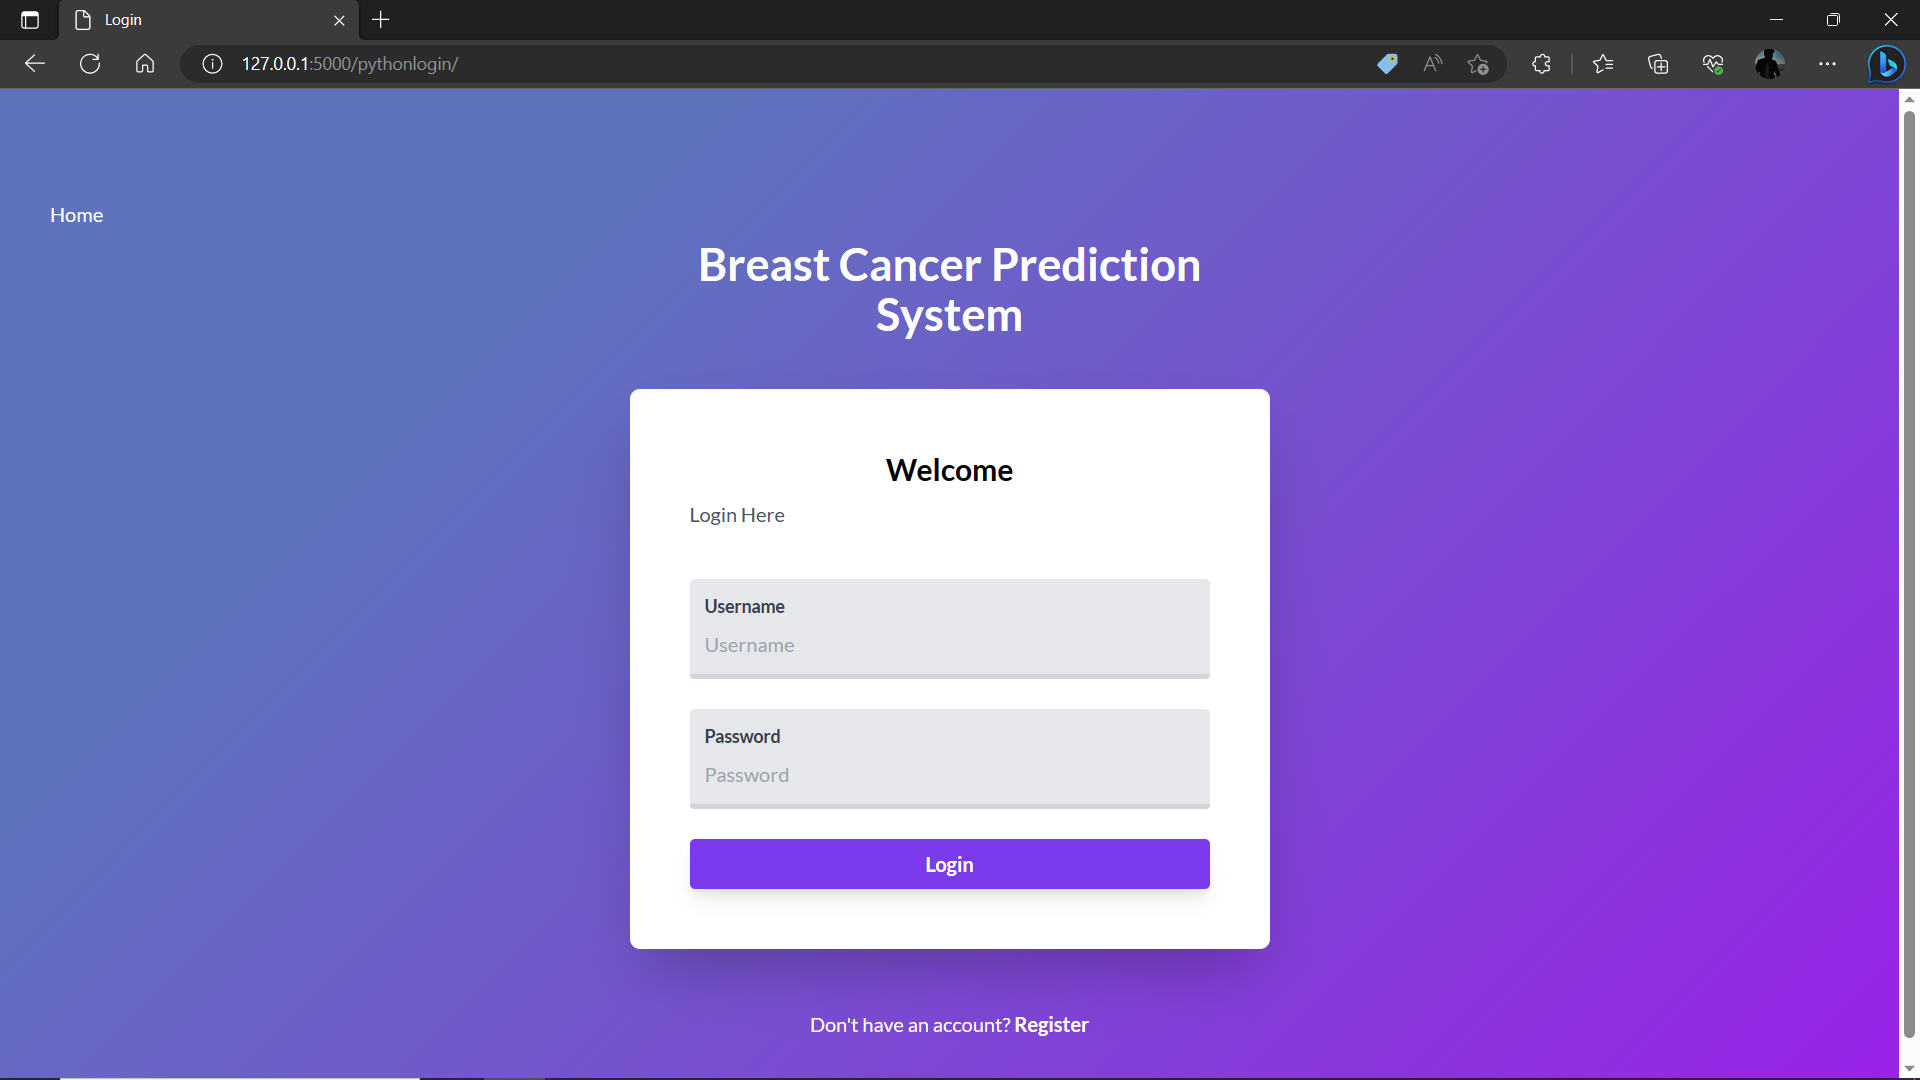 Login
127.0.0.1:5000/pythonlogin/
Home
Breast Cancer Prediction
System
Welcome
Login Here
Username
Username
Password
Password
Login
Don't have an account? Register